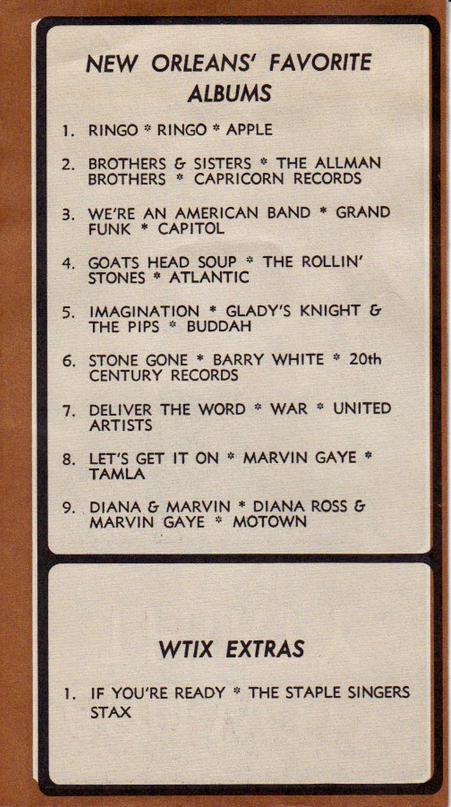 NEW ORLEANS' FAVORITE
ALBUMS
1. RINGO * RINGO * APPLE
2. BROTHERS & SISTERS * THE ALLMAN
BROTHERS * CAPRICORN RECORDS
3. WE'RE AN AMERICAN BAND * GRAND
FUNK * CAPITOL
4. GOATS HEAD SOUP * THE ROLLIN'
STONES * ATLANTIC
5. IMAGINATION * GLADY'S KNIGHT &
THE PIPS * BUDDAH
6. STONE GONE * BARRY WHITE * 20th
CENTURY RECORDS
7. DELIVER THE WORD * WAR * UNITED
ARTISTS
8. LET'S GET IT ON * MARVIN GAYE *
TAMLA
9. DIANA & MARVIN * DIANA ROSS &
MARVIN GAYE * MOTOWN
WTIX EXTRAS
1. IF YOU'RE READY * THE STAPLE SINGERS
STAX